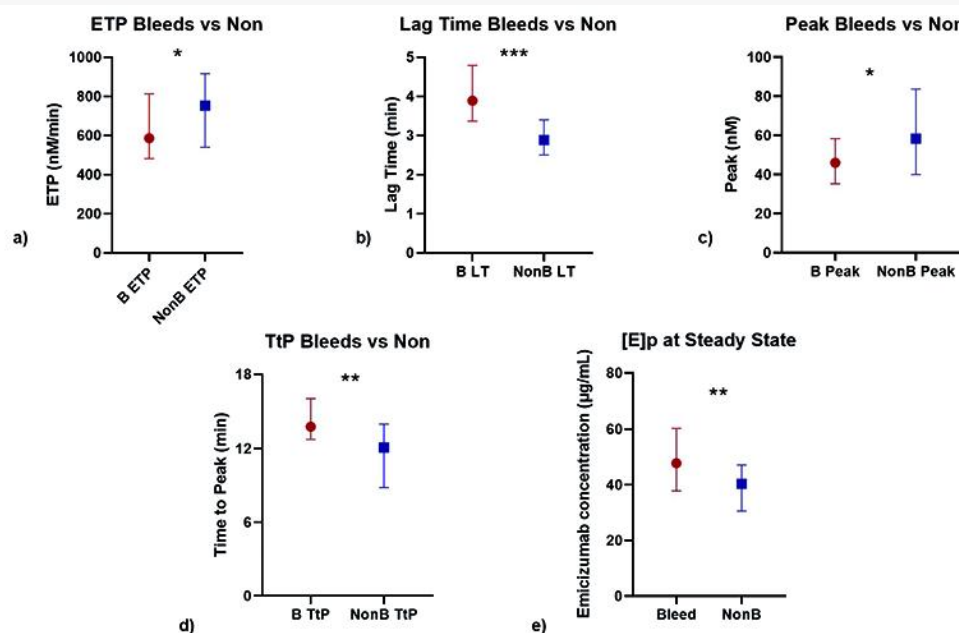 ETP Bleeds vs Non
*
1000
800
600
400
200
0
ETP (nM/min)
B ETP
NonB ETP
a)
Lag Time Bleeds vs Non
***
5
4
3
2
1
0
Lag Time (min)
B LT
NonB LT
b)
Peak Bleeds vs Non
*
100
80
60
40
20
0
Peak (nM)
B Peak
NonB Peak
c)
TtP Bleeds vs Non
**
18
12
6
0
Time to Peak (min)
B TtP
NonB TtP
d)
[E]p at Steady State
**
80
60
40
20
0
Emicizumab concentration (µg/mL)
Bleed
NonB
e)